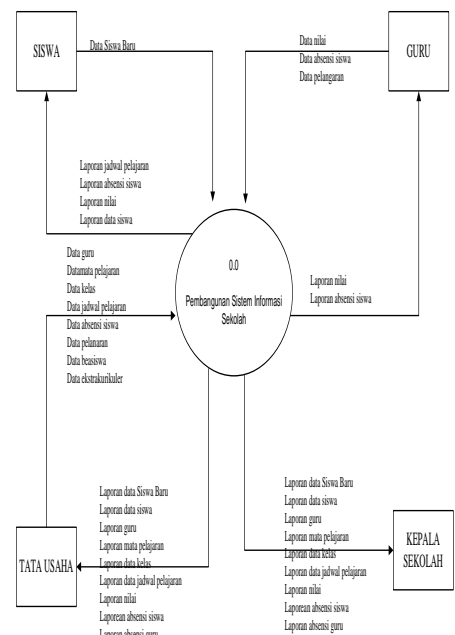 SISWA
Data Siswa Baru
Data nilai
Data absensi siswa
Data pelangaran
GURU
Laporan jadwal pelajaran
Laporan absensi siswa
Laporan nilai
Laporan data siswa
0.0
Pembangunan Sistem Informasi
Sekolah
Data guru
Datamata pelajaran
Data kelas
Data jadwal pelajaran
Data absensi siswa
Data pelanaran
Data beasiswa
Data ekstrakurikuler
Laporan nilai
Laporan absensi siswa
TATA USAHA
Laporan data Siswa Baru
Laporan data siswa
Laporan guru
Laporan mata pelajaran
Laporan data kelas
Laporan data jadwal pelajaran
Laporan nilai
Laporean absensi siswa
Laporan absensi guru
Laporan data Siswa Baru
Laporan data siswa
Laporan guru
Laporan mata pelajaran
Laporan data kelas
Laporan data jadwal pelajaran
Laporan nilai
Laporean absensi siswa
Laporan absensi guru
KEPALA
SEKOLAH